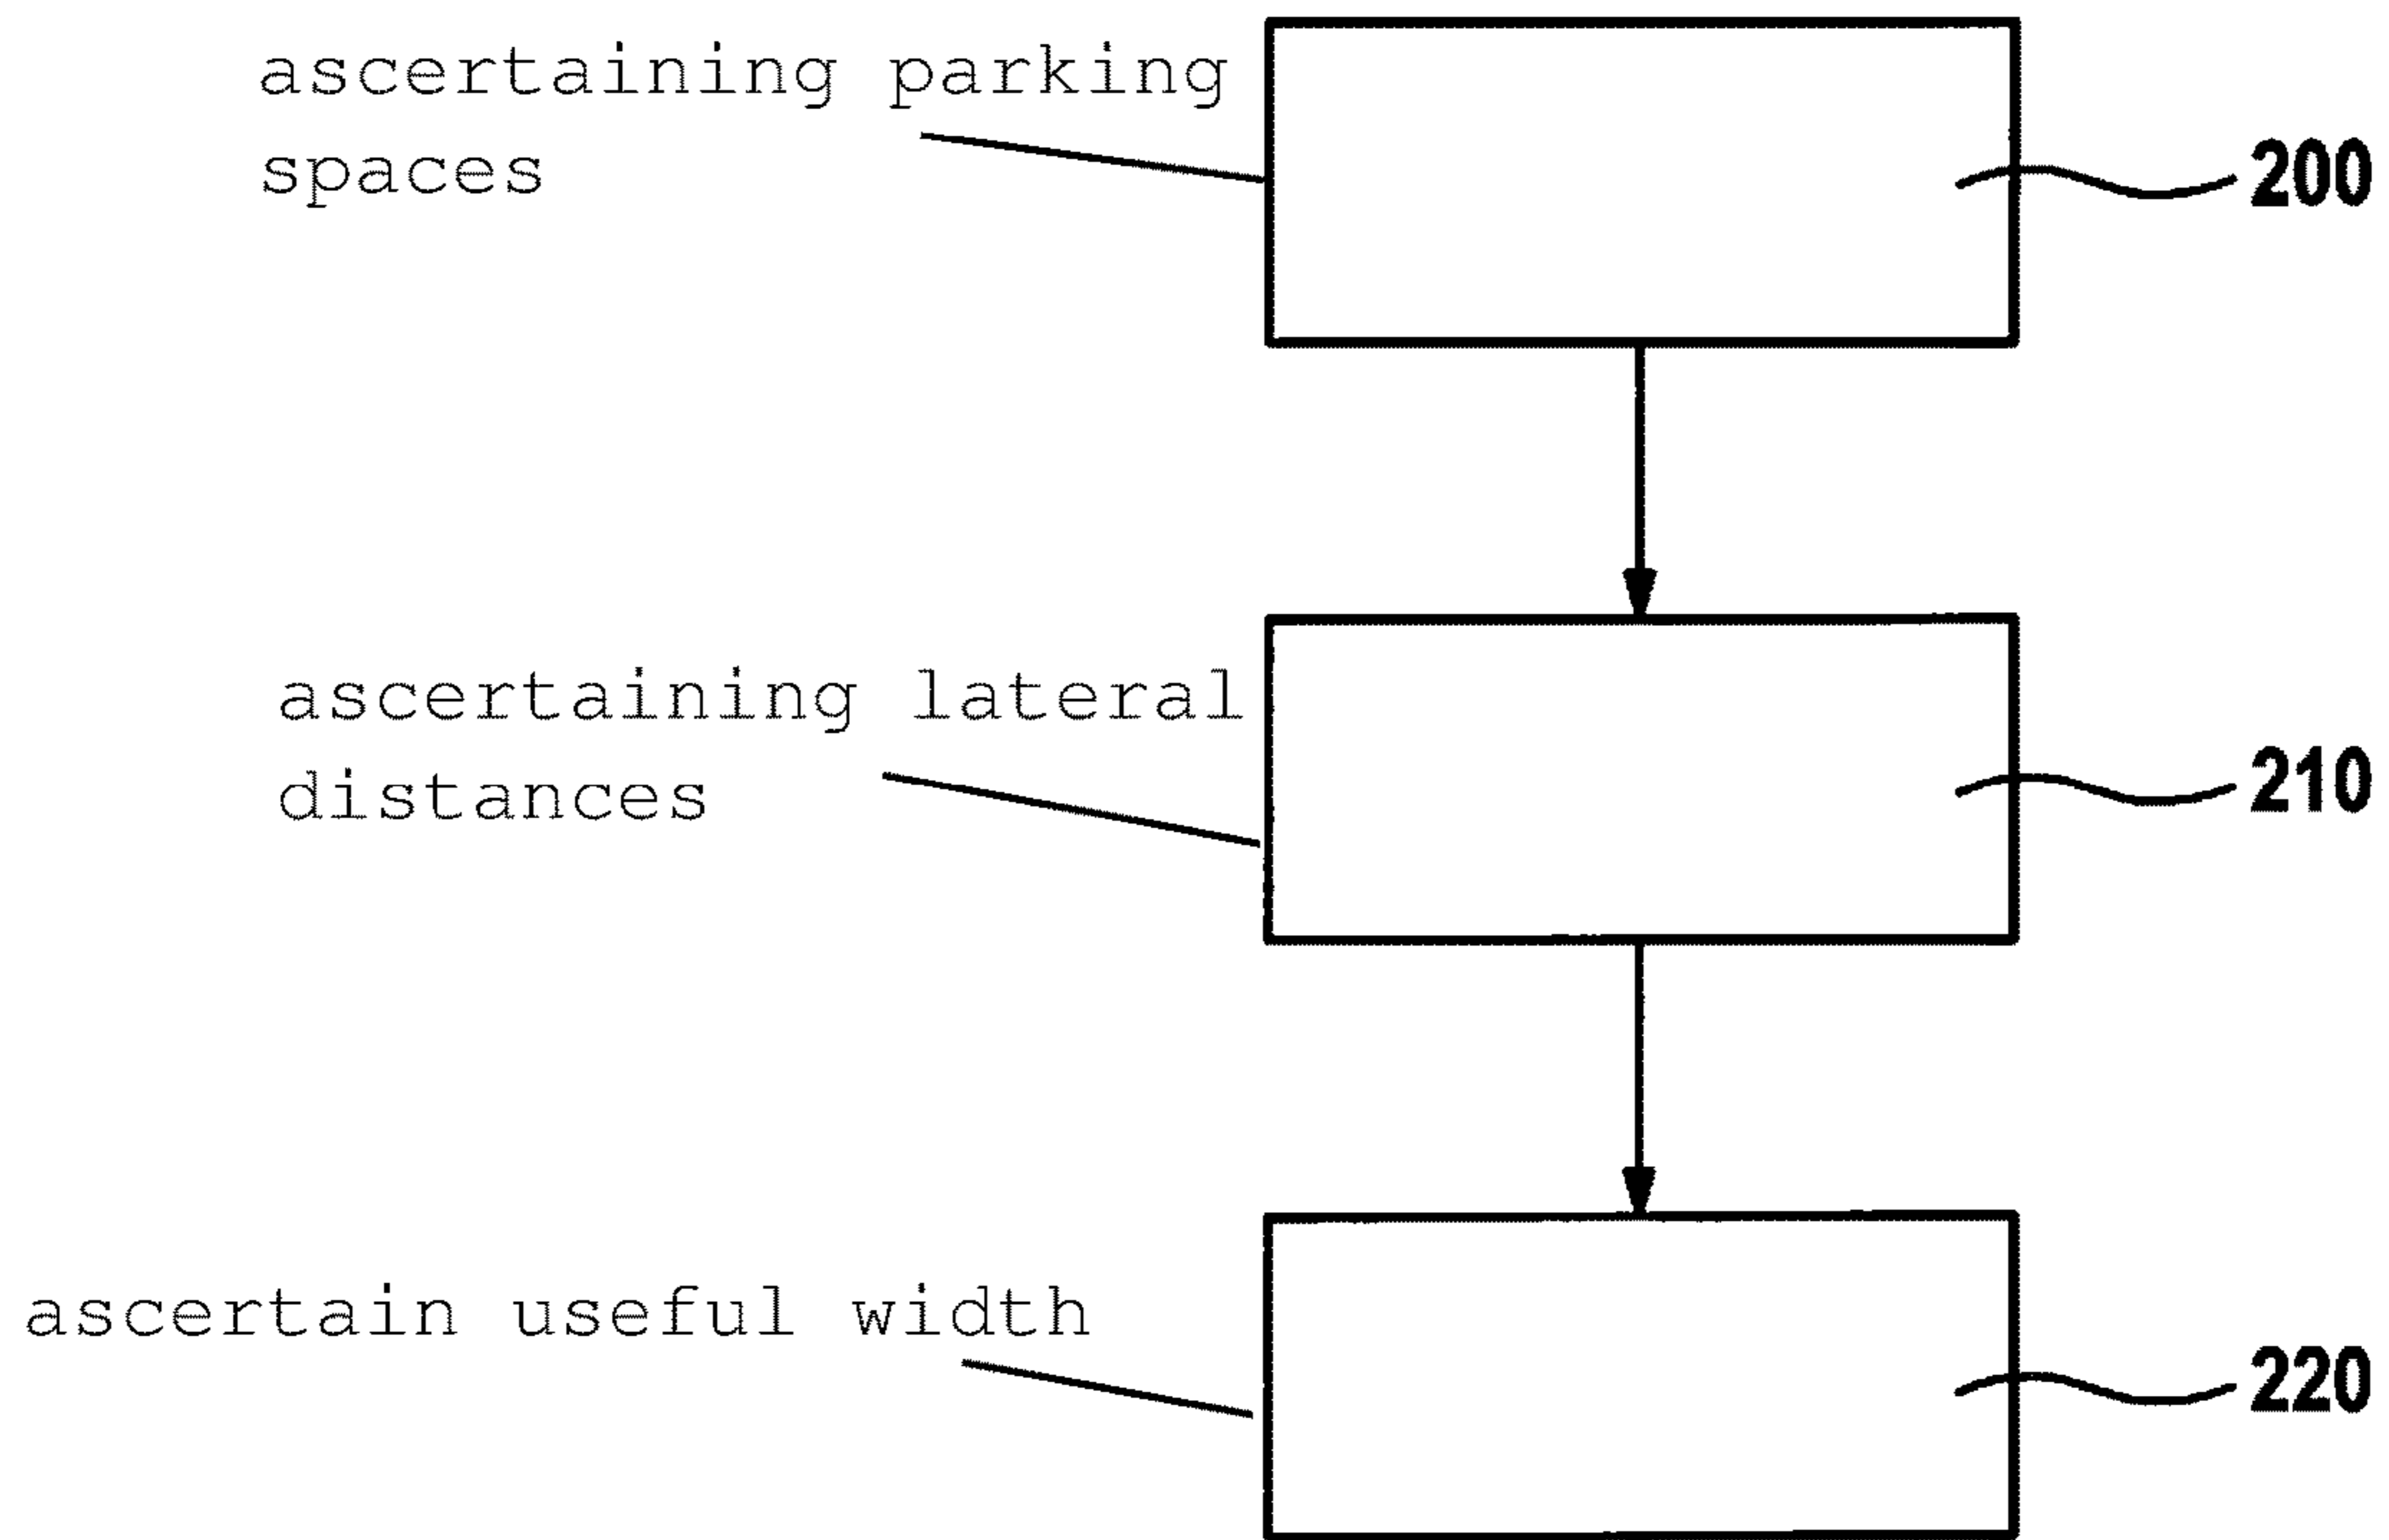 ascertaining parking
spaces
200
ascertaining lateral
distances
210
ascertain useful width
220